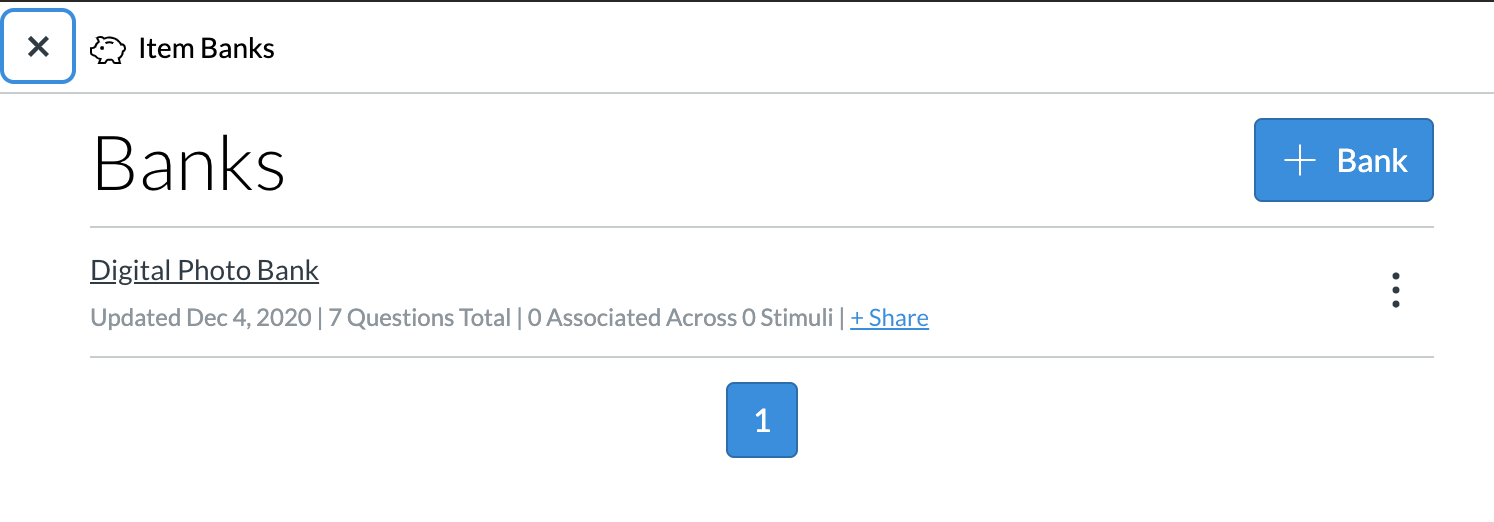 Item Banks
Banks
Bank
Digital Photo Bank
Updated Dec 4, 2020 | 7 Questions Total | 0 Associated Across 0 Stimuli | + Share
1